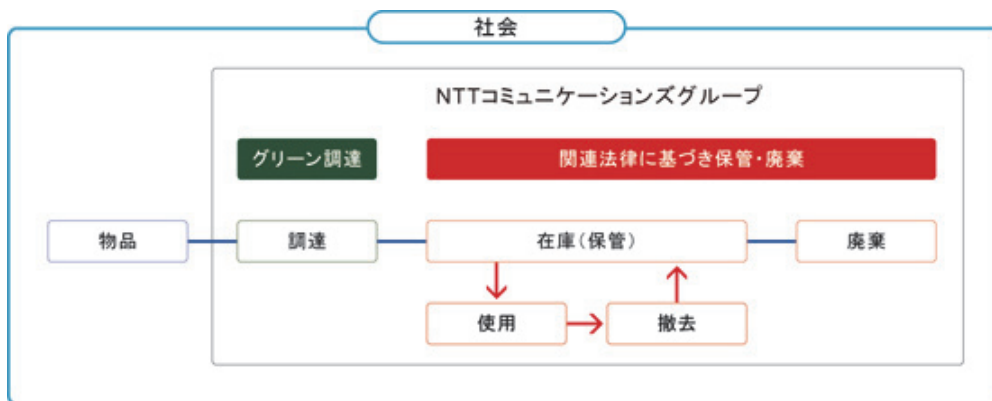 社会
NTTコミュニケーションズグループ
グリーン調達
関連法律に基づき保管・廃棄
物品
調達
在庫(保管)
廃棄
使用
撤去